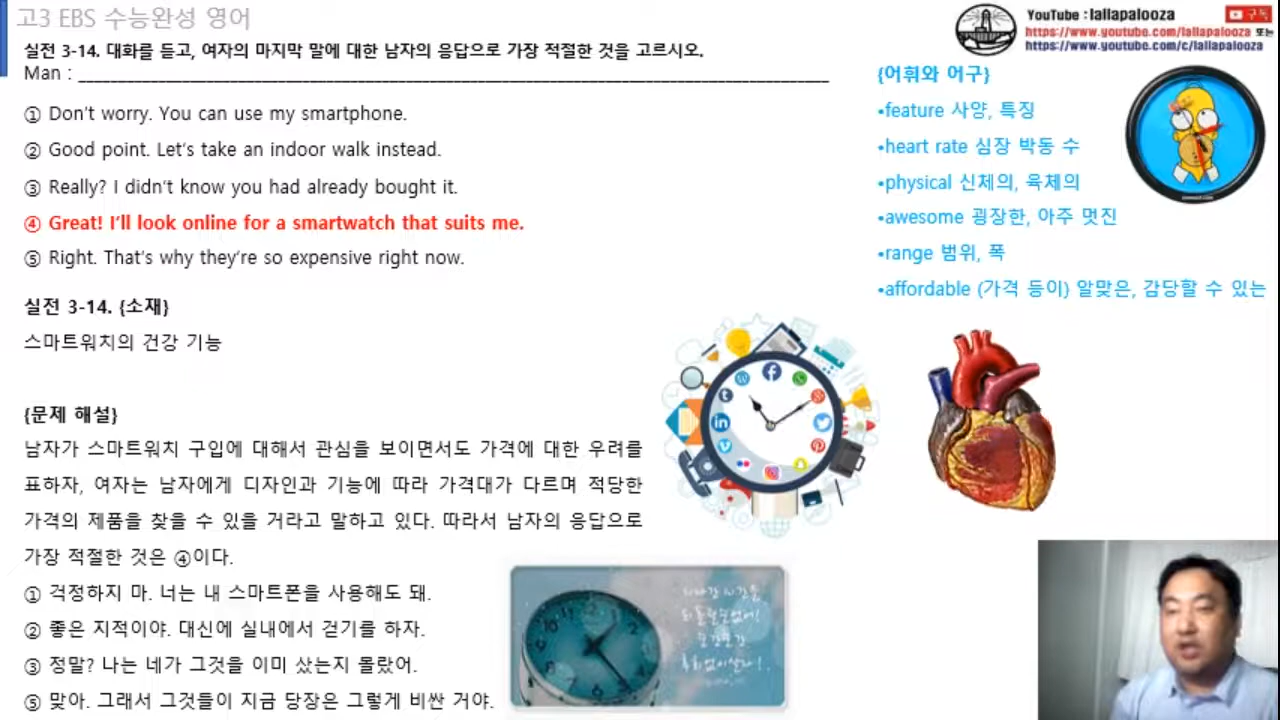 고3 EBS 수능완성 영어
YouTube : lallapalooza
구독
https://www.youtube.com/lallapalooza 또는
https://www.youtube.com/c/lallapalooza
실전 3-14. 대화를 듣고, 여자의 마지막 말에 대한 남자의 응답으로 가장 적절한 것을 고르시오.
Man :
① Don't worry. You can use my smartphone.
② Good point. Let's take an indoor walk instead.
③ Really? I didn't know you had already bought it.
④ Great! I'll look online for a smartwatch that suits me.
⑤ Right. That's why they're so expensive right now.
{어휘와 어구}
•feature 사양, 특징
•heart rate 심장 박동 수
•physical 신체의, 육체의
•awesome 굉장한, 아주 멋진
•range 범위, 폭
•affordable (가격 등이) 알맞은, 감당할 수 있는
실전 3-14. {소재}
스마트워치의 건강 기능
{문제 해설}
남자가 스마트워치 구입에 대해서 관심을 보이면서도 가격에 대한 우려를
표하자, 여자는 남자에게 디자인과 기능에 따라 가격대가 다르며 적당한
가격의 제품을 찾을 수 있을 거라고 말하고 있다. 따라서 남자의 응답으로
가장 적절한 것은 ④이다.
① 걱정하지 마. 너는 내 스마트폰을 사용해도 돼.
② 좋은 지적이야. 대신에 실내에서 걷기를 하자.
③ 정말? 나는 네가 그것을 이미 샀는지 몰랐어.
⑤ 맞아. 그래서 그것들이 지금 당장은 그렇게 비싼 거야.